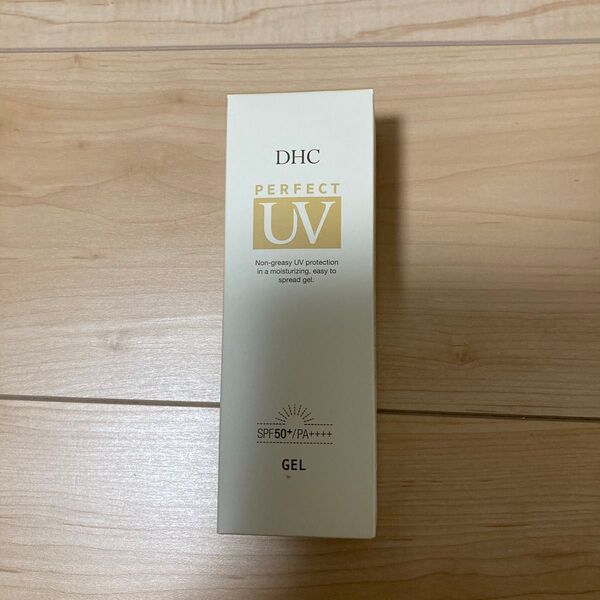 DHC
PERFECT
UV
Non-greasy UV protection
in a moisturizing, easy to
spread gel.
SPF50+/PA++++
GEL